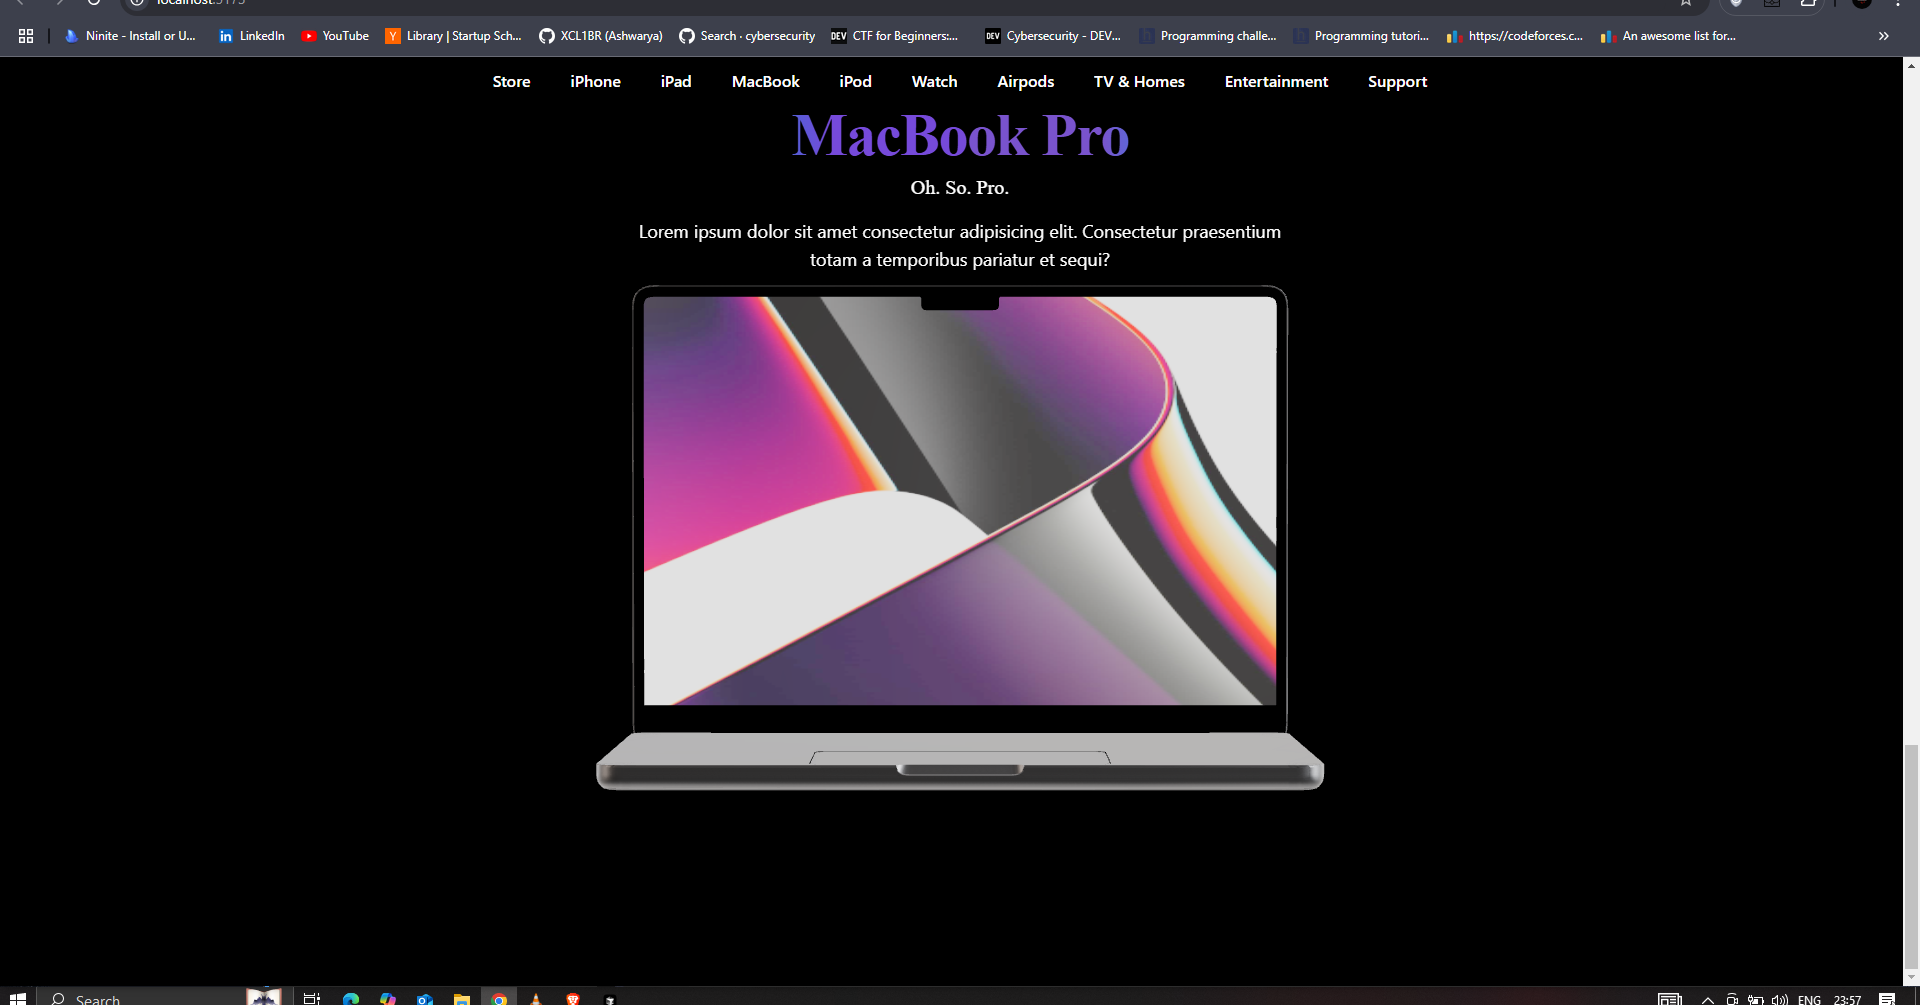 localhost:5173
Ninite - Install or U... LinkedIn YouTube Y Library | Startup Sch... XCL1BR (Ashwarya) Search · cybersecurity DEV CTF for Beginners:... DEV Cybersecurity - DEV... Programming challe... Programming tutori... https://codeforces.c... An awesome list for... »
Store iPhone iPad MacBook iPod Watch Airpods TV & Homes Entertainment Support
MacBook Pro
Oh. So. Pro.
Lorem ipsum dolor sit amet consectetur adipisicing elit. Consectetur praesentium
totam a temporibus pariatur et sequi?
Search ENG 23:57